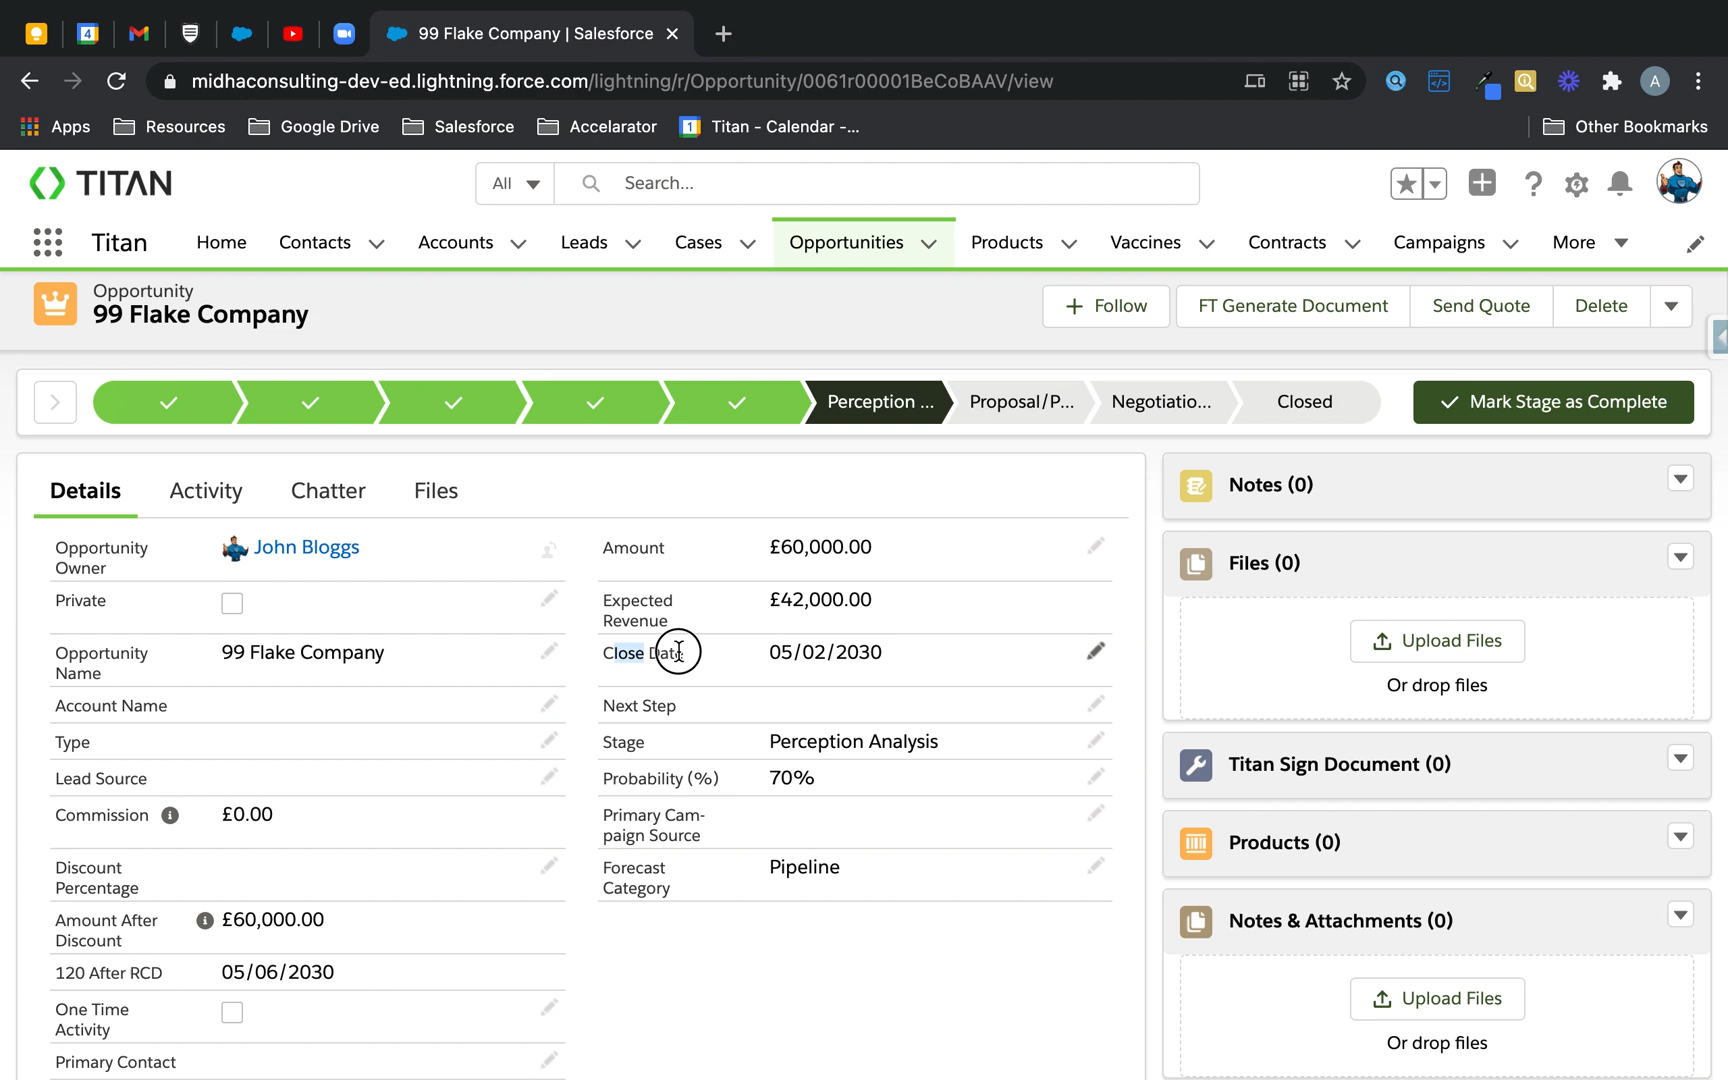 4
99 Flake Company | Salesforce
midhaconsulting-dev-ed.lightning.force.com/lightning/r/Opportunity/0061r00001BeCoBAAV/view
A
Apps Resources Google Drive Salesforce Accelarator 1 Titan - Calendar -... Other Bookmarks
TITAN
All Search...
Titan Home Contacts Accounts Leads Cases Opportunities Products Vaccines Contracts Campaigns More
Opportunity
99 Flake Company
+ Follow FT Generate Document Send Quote Delete
Perception ... Proposal/P... Negotiatio... Closed Mark Stage as Complete
Details Activity Chatter Files
Opportunity Owner John Bloggs
Private
Opportunity Name 99 Flake Company
Account Name
Type
Lead Source
Commission £0.00
Discount Percentage
Amount After Discount £60,000.00
120 After RCD 05/06/2030
One Time Activity
Primary Contact
Amount £60,000.00
Expected Revenue £42,000.00
Close Date 05/02/2030
Next Step
Stage Perception Analysis
Probability (%) 70%
Primary Cam-
paign Source
Forecast Category Pipeline
Notes (0)
Files (0)
Upload Files
Or drop files
Titan Sign Document (0)
Products (0)
Notes & Attachments (0)
Upload Files
Or drop files